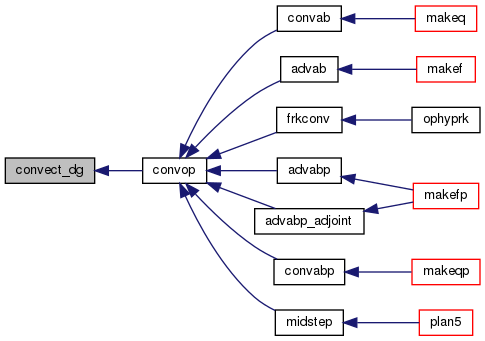 convab
makeq
advab
makef
frkconv
ophyprk
convect_dg
convop
advabp
makefp
advabp_adjoint
convabp
makeqp
midstep
plan5